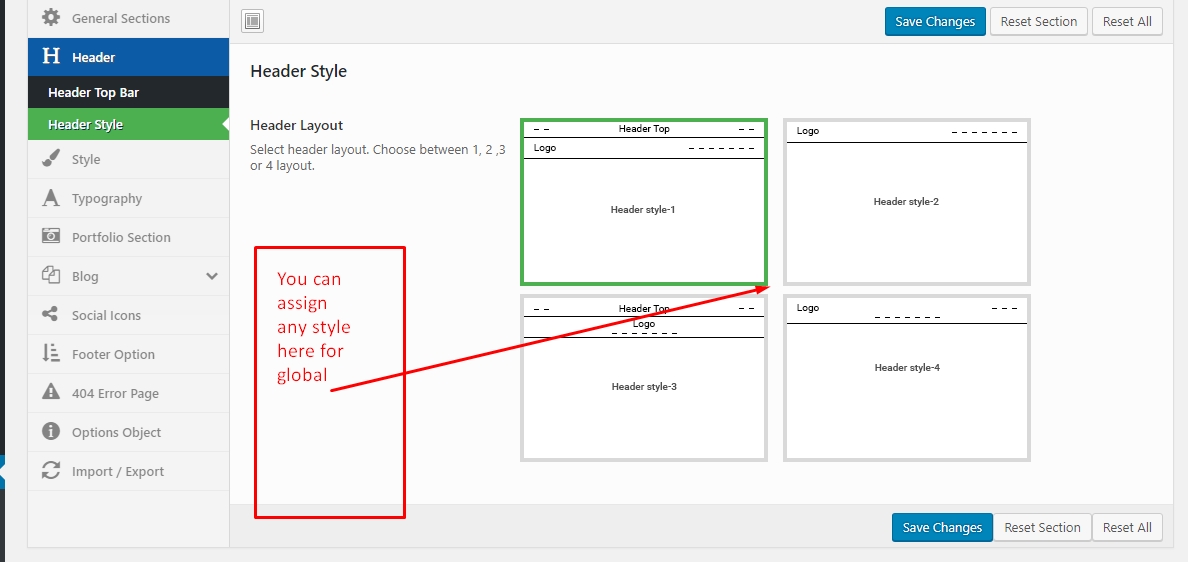 General Sections
Save Changes
Reset Section
Reset All
Header
Header Top Bar
Header Style
Style
Typography
Portfolio Section
Blog
Social Icons
Footer Option
404 Error Page
Options Object
Import / Export
Header Style
Header Layout
Select header layout. Choose between 1, 2 ,3
or 4 layout.
Header Top
Logo
Header style-1
Logo
Header style-2
Header Top
Logo
Header style-3
Logo
Header style-4
You can
assign
any style
here for
global
Save Changes
Reset Section
Reset All